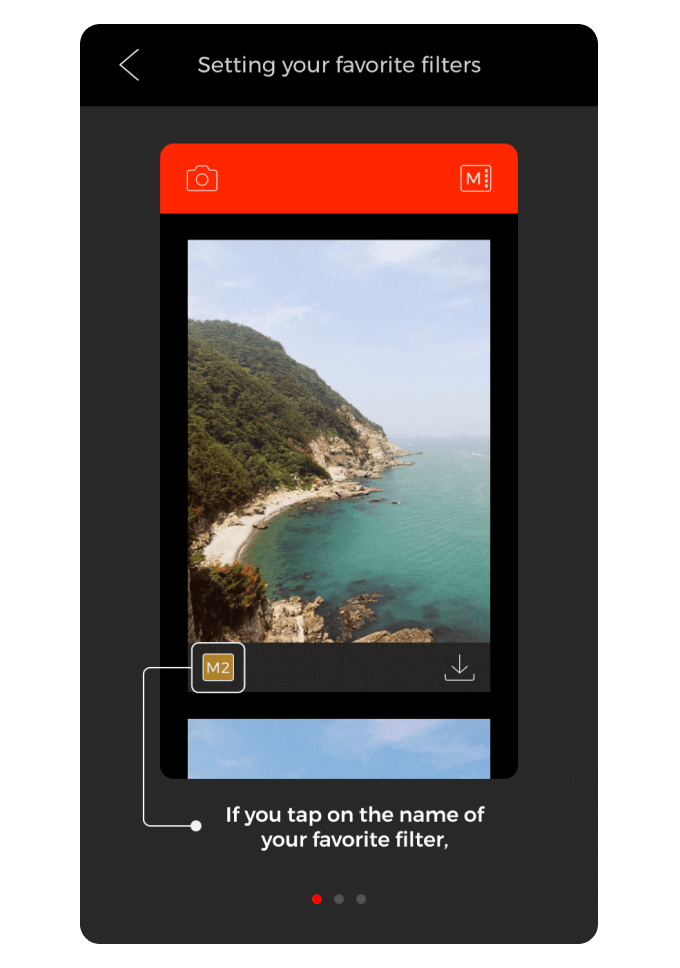 Setting your favorite filters
M
M2
If you tap on the name of
your favorite filter,